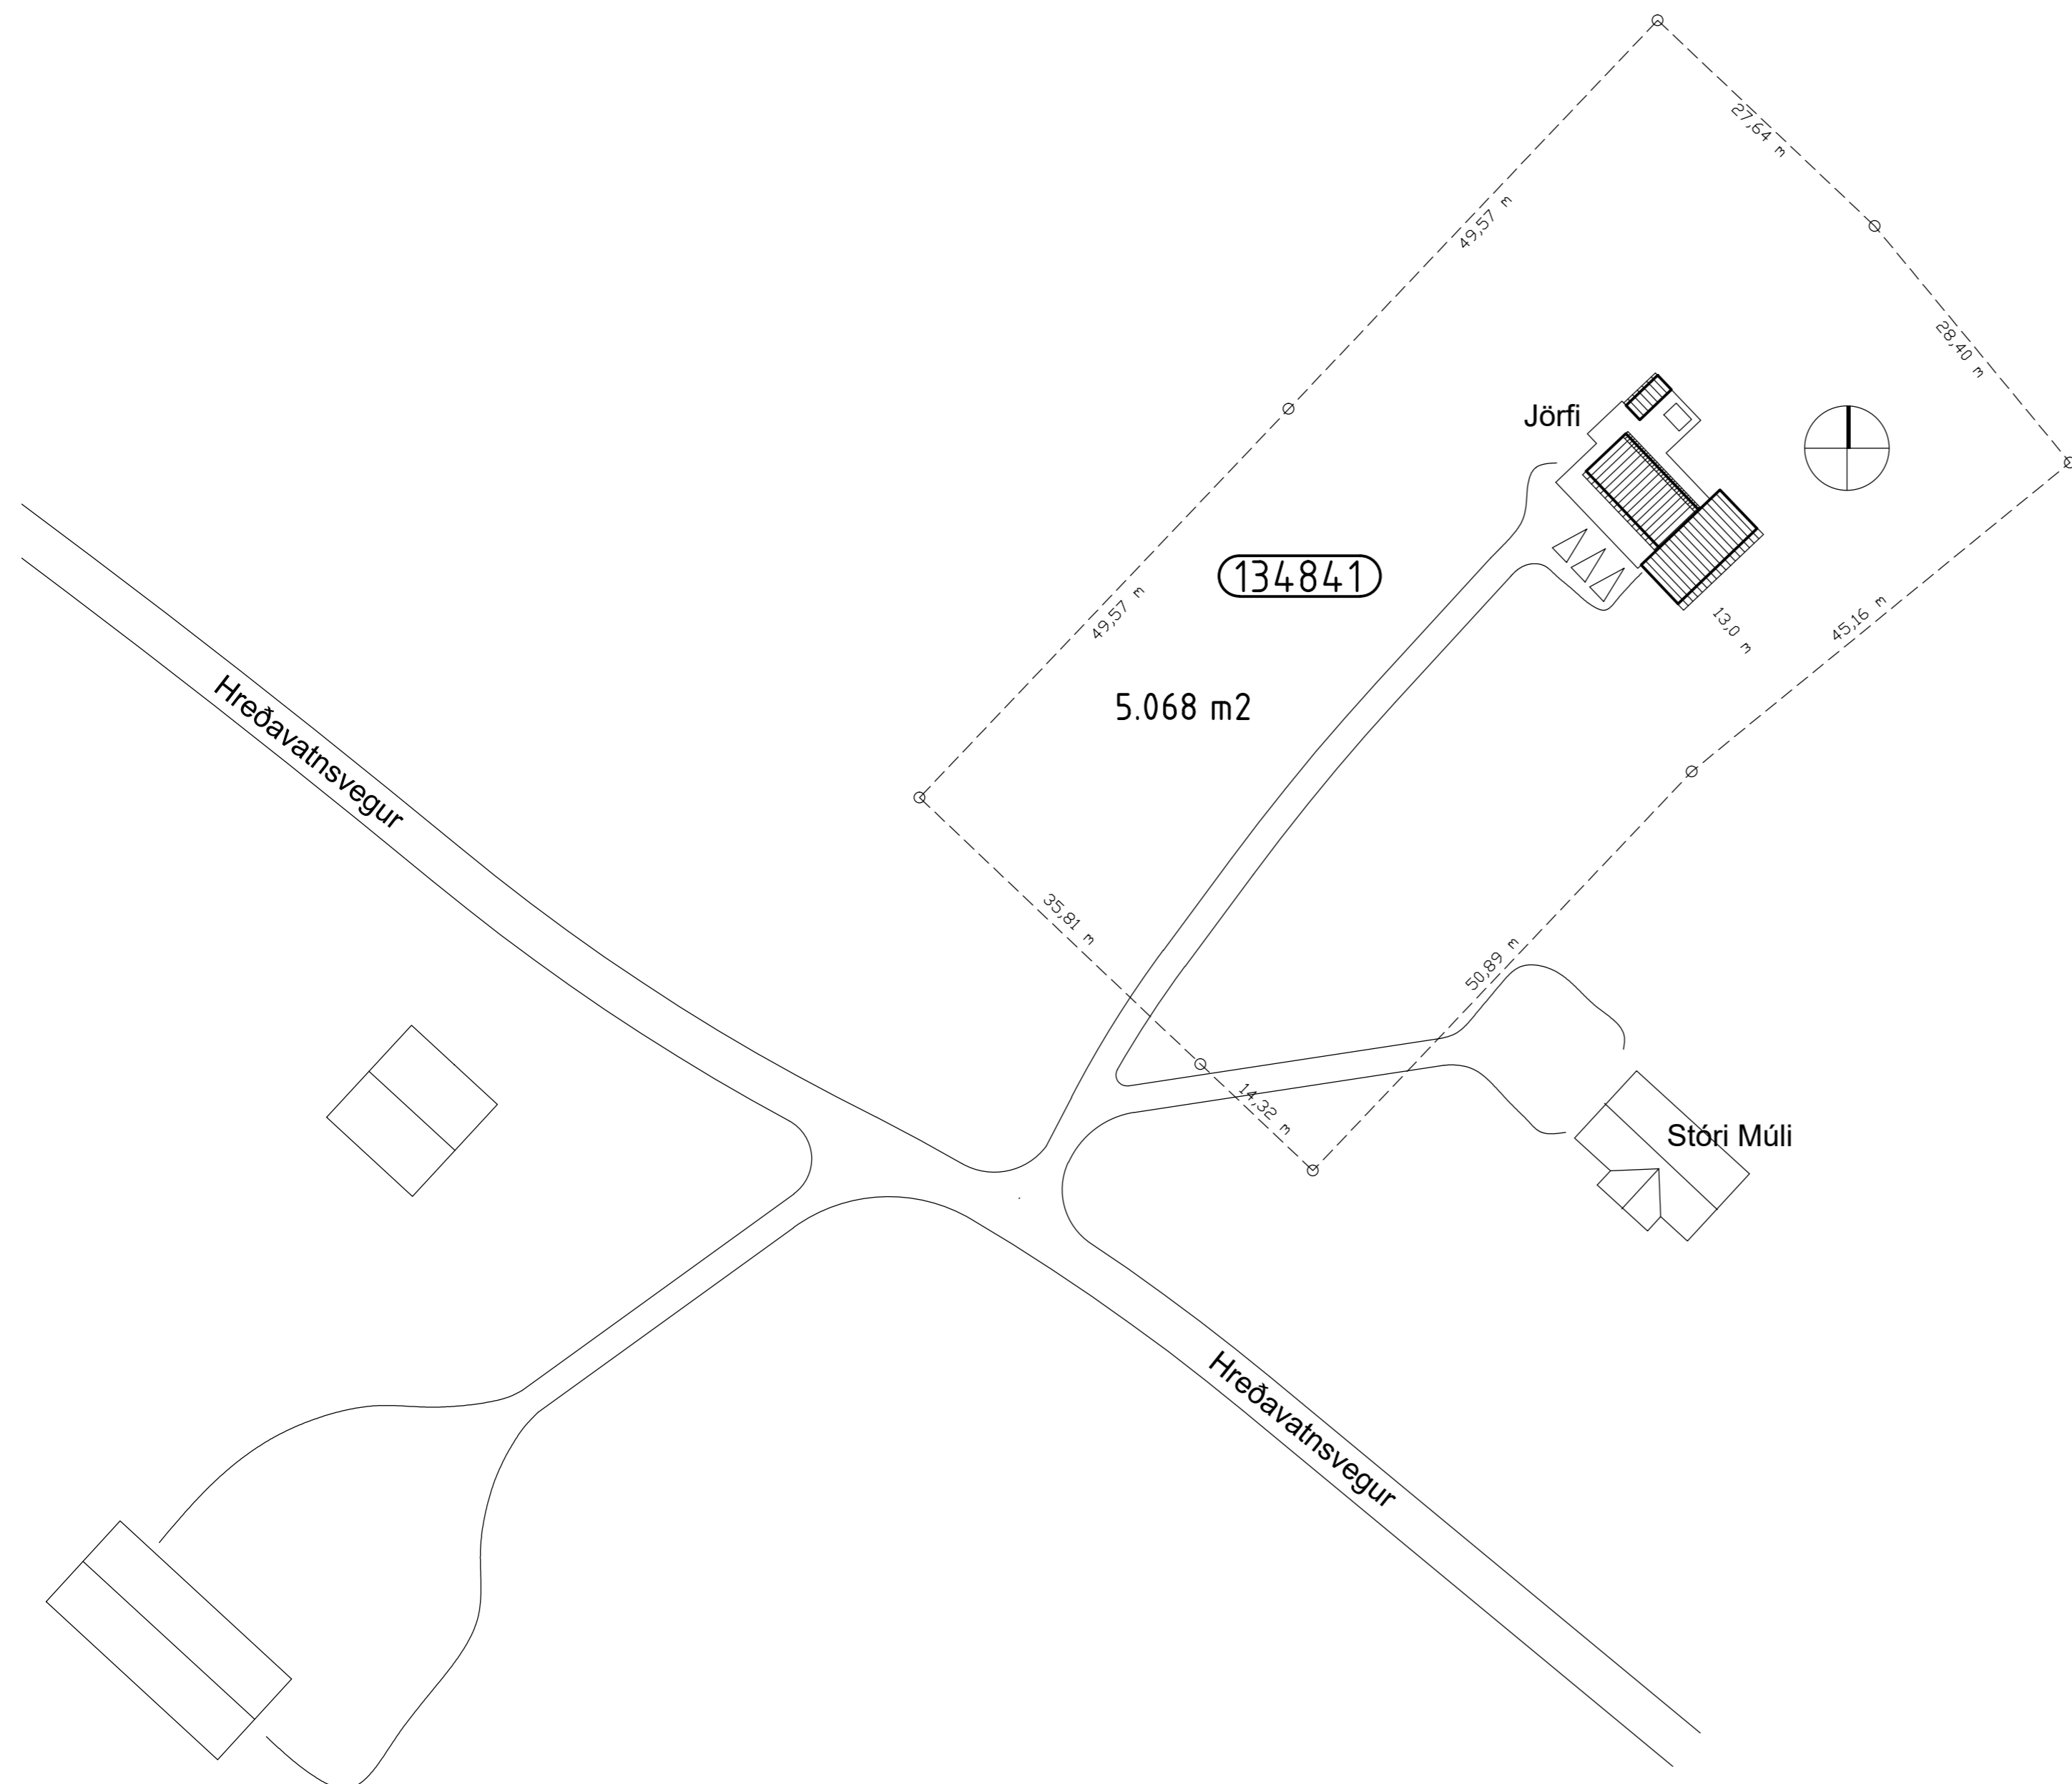 27,64 m
49,57 m
28,40 m
Jörfi
134841
49,57 m
13,0 m
45,16 m
5.068 m2
Hreðavatnsvegur
35,81 m
50,89 m
14,32 m
Stóri Múli
Hreðavatnsvegur